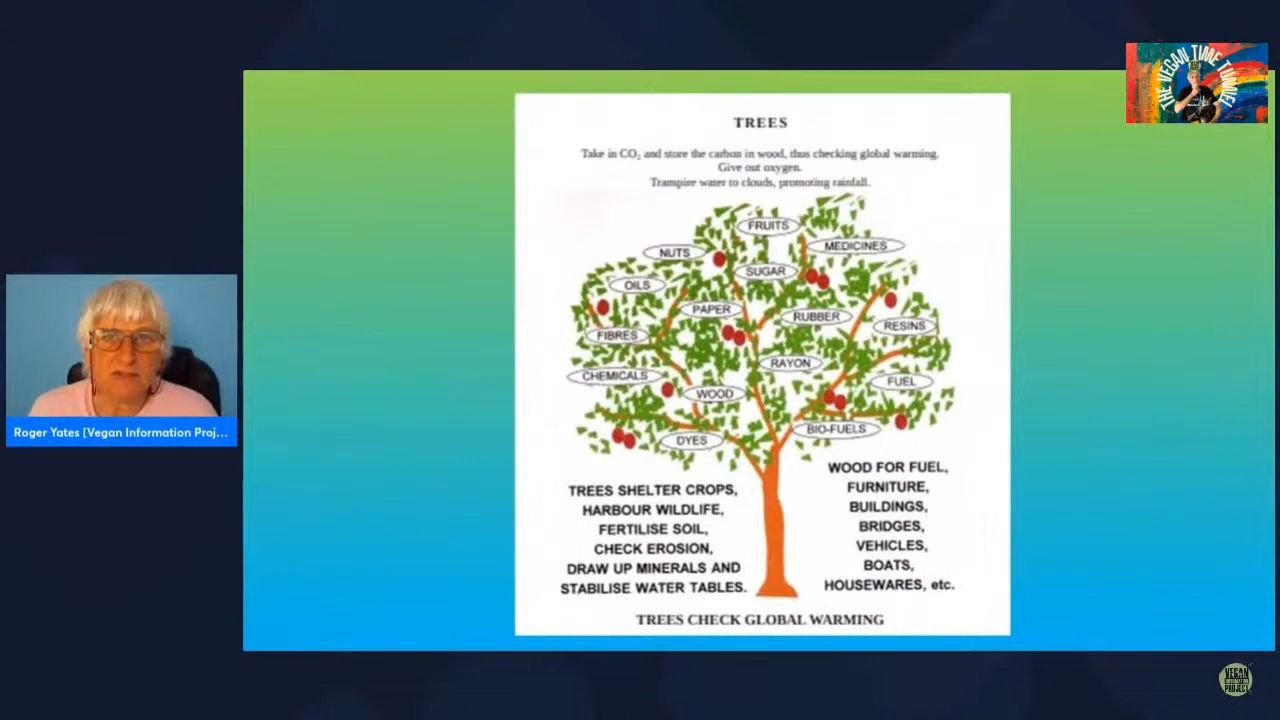 THE VEGAN TIME TUNNEL
TREES
Take in CO₂ and store the carbon in wood, thus checking global warming.
Give out oxygen.
Transpire water to clouds, promoting rainfall.
FRUITS
MEDICINES
NUTS
SUGAR
OILS
PAPER
RUBBER
RESINS
FIBRES
RAYON
CHEMICALS
FUEL
WOOD
BIO-FUELS
DYES
TREES SHELTER CROPS,
HARBOUR WILDLIFE,
FERTILISE SOIL,
CHECK EROSION,
DRAW UP MINERALS AND
STABILISE WATER TABLES.
WOOD FOR FUEL,
FURNITURE,
BUILDINGS,
BRIDGES,
VEHICLES,
BOATS,
HOUSEWARES, etc.
TREES CHECK GLOBAL WARMING
Roger Yates [Vegan Information Proj...
VEGAN
INFORMATION
PROJECT